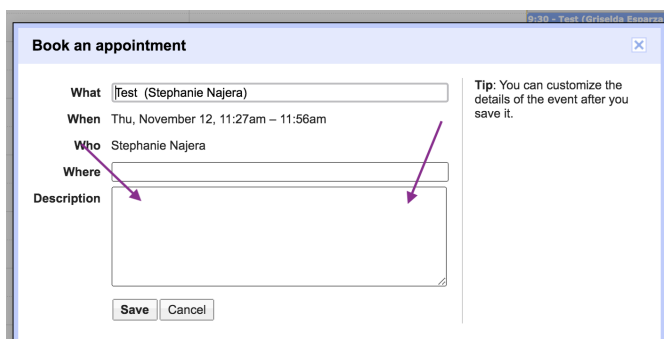 9:30 - Test (Griselda Esparza
Book an appointment
What Test (Stephanie Najera)
Tip: You can customize the
details of the event after you
save it.
When Thu, November 12, 11:27am – 11:56am
Who Stephanie Najera
Where
Description
Save Cancel